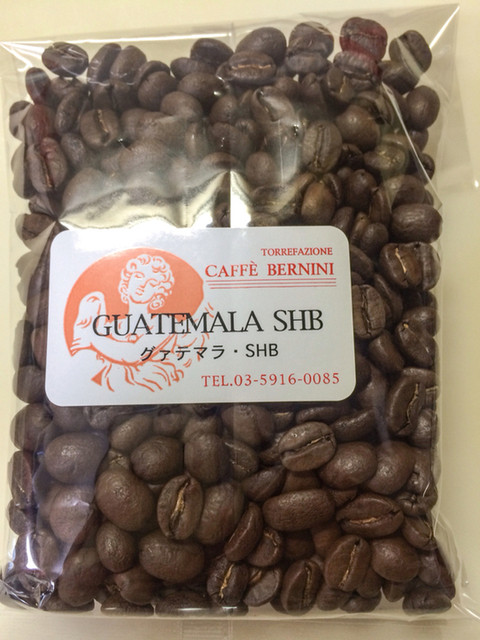 TORREFAZIONE
CAFFÈ BERNINI
GUATEMALA SHB
グァテマラ・SHB
TEL.03-5916-0085